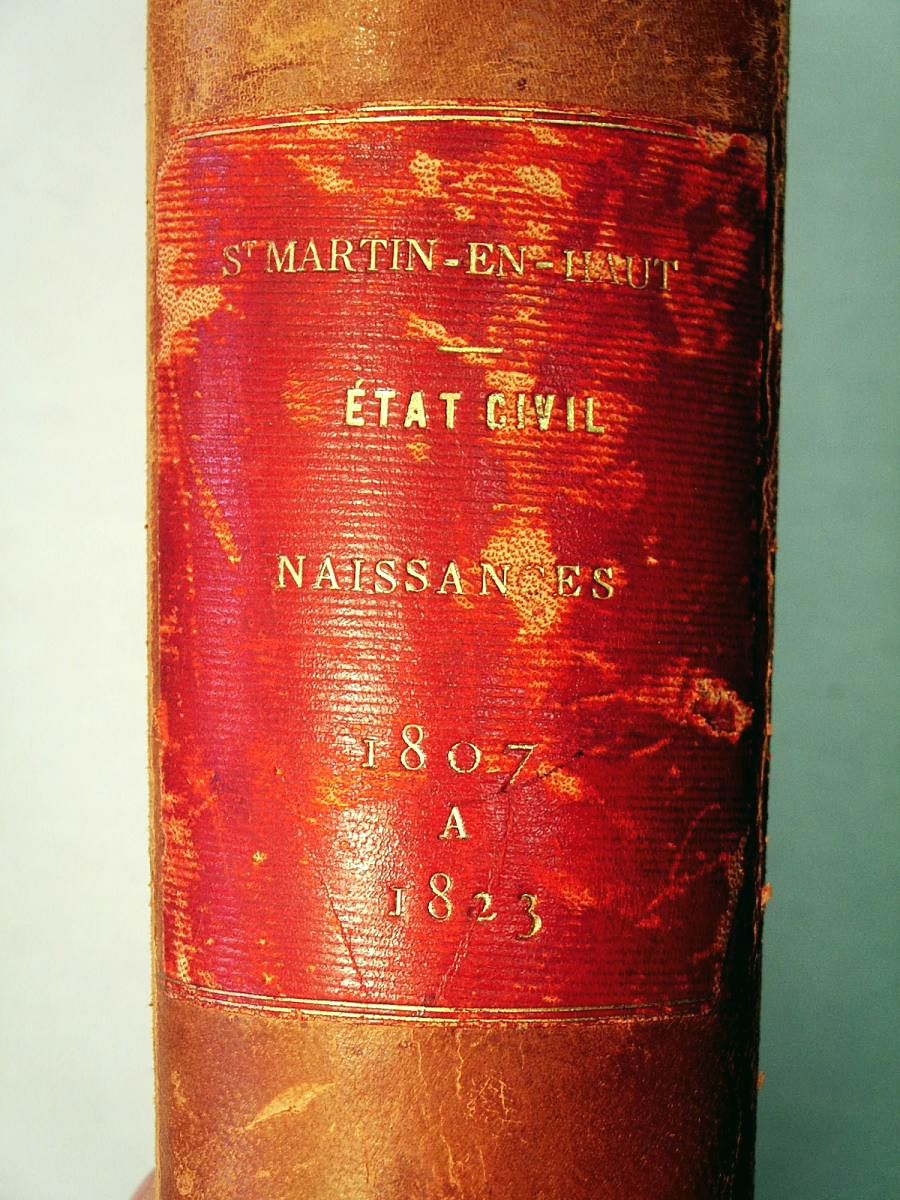 ST MARTIN-EN-HAUT
ÉTAT CIVIL
NAISSANCES
1807
A
1823